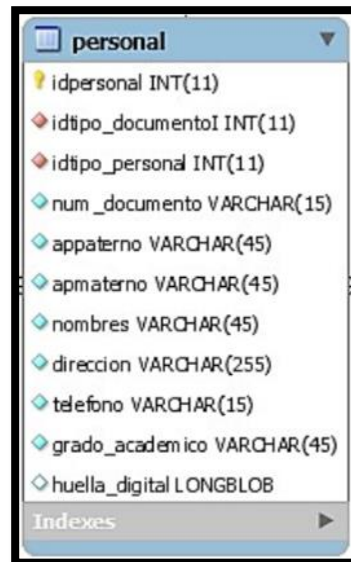 personal
idpersonal INT(11)
idtipo_documentoI INT(11)
idtipo_personal INT(11)
num_documento VARCHAR(15)
appaterno VARCHAR(45)
apmaterno VARCHAR(45)
nombres VARCHAR(45)
direccion VARCHAR(255)
telefono VARCHAR(15)
grado_academico VARCHAR(45)
huella_digital LONGBLOB
Indexes